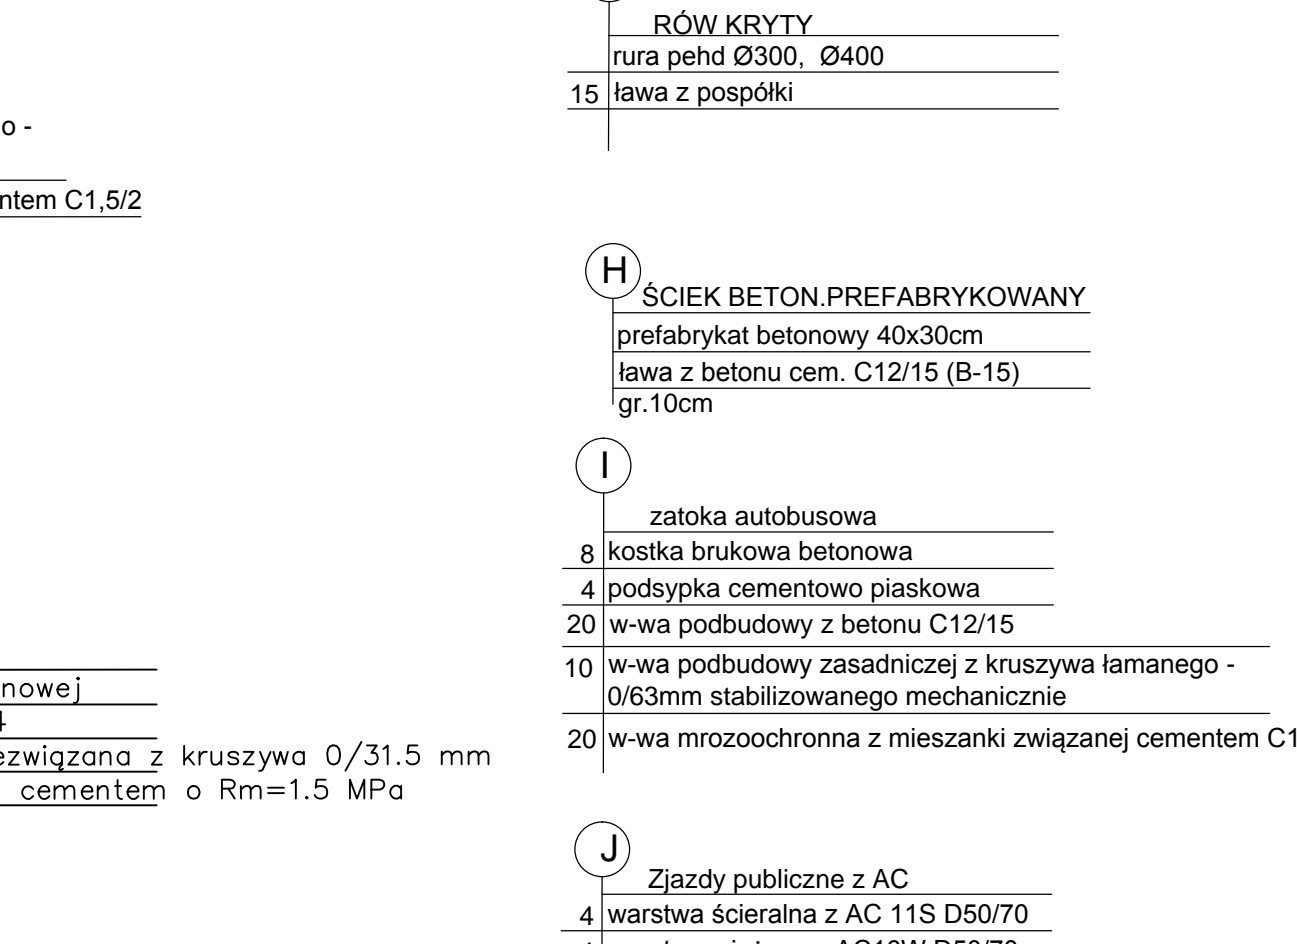 RÓW KRYTY
rura pehd Ø300, Ø400
15 ława z pospółki
o -
ntem C1,5/2
H
ŚCIEK BETON.PREFABRYKOWANY
prefabrykat betonowy 40x30cm
ława z betonu cem. C12/15 (B-15)
gr.10cm
I
zatoka autobusowa
8 kostka brukowa betonowa
4 podsypka cementowo piaskowa
20 w-wa podbudowy z betonu C12/15
10 w-wa podbudowy zasadniczej z kruszywa łamanego -
0/63mm stabilizowanego mechanicznie
20 w-wa mrozoochronna z mieszanki związanej cementem C1
nowej
4
ezwiązana z kruszywa 0/31.5 mm
cementem o Rm=1.5 MPa
J
Zjazdy publiczne z AC
4 warstwa ścieralna z AC 11S D50/70